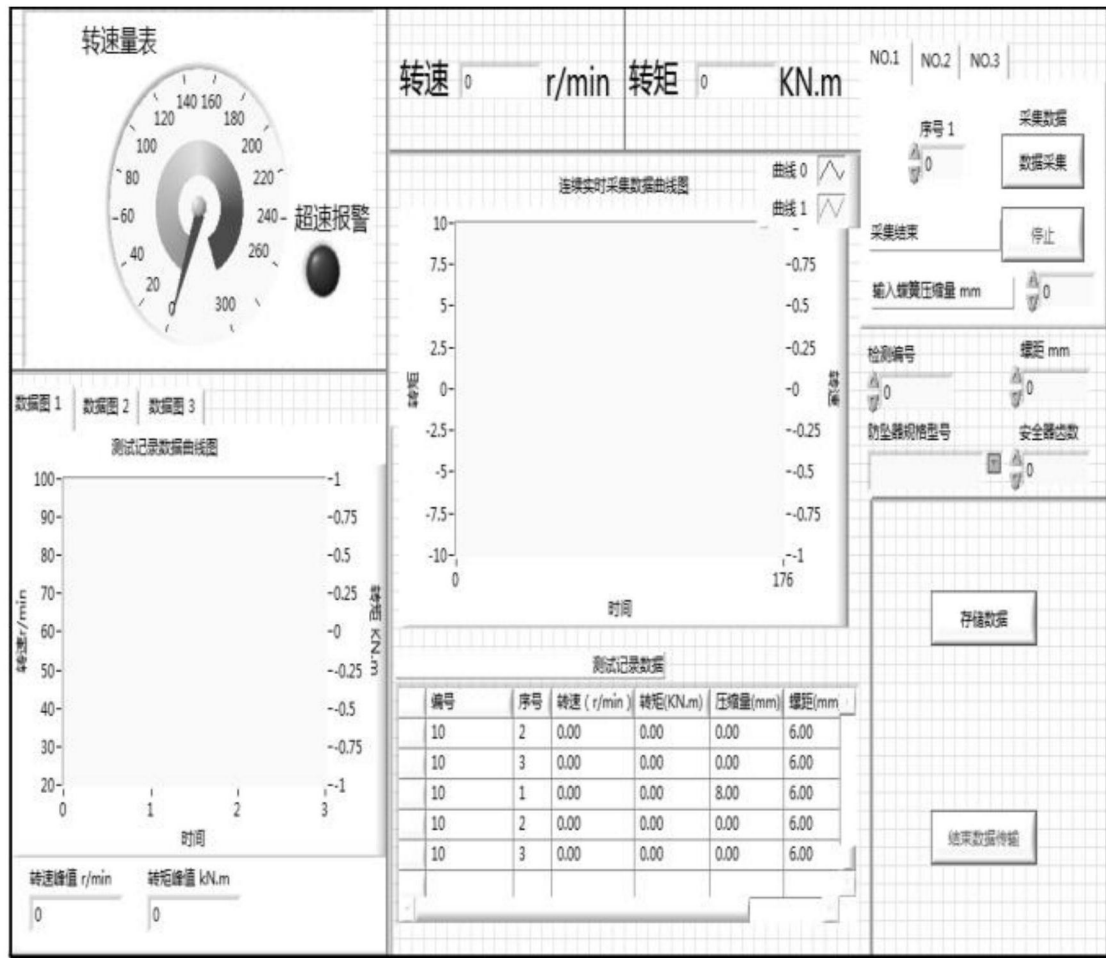 转速量表
140 160
120 180
100 200
80 220
60 240
40 260
20
0 300
超速报警
转速 0 r/min 转矩 0 KN.m
NO.1 NO.2 NO.3
序号 1 采集数据
0 数据采集
采集结束 停止
输入蝶簧压缩量 mm 0
检测编号 螺距 mm
0 0
防坠器规格型号 安全器齿数
0
存储数据
结束数据传输
连续实时采集数据曲线图
曲线 0
曲线 1
10
7.5 -0.75
5 -0.5
2.5 -0.25
0 -0
-2.5 --0.25
-5 --0.5
-7.5 --0.75
-10 --1
转矩 转速
0 176
时间
数据图 1 数据图 2 数据图 3
测试记录数据曲线图
100 -1
90 -0.75
80 -0.5
70 -0.25
60 -0
50 --0.25
40 --0.5
30 --0.75
20 --1
转速r/min 转矩 KN.m
0 1 2 3
时间
转速峰值 r/min 转矩峰值 kN.m
0 0
测试记录数据
编号 序号 转速（r/min） 转矩(KN.m) 压缩量(mm) 螺距(mm
10 2 0.00 0.00 0.00 6.00
10 3 0.00 0.00 0.00 6.00
10 1 0.00 0.00 8.00 6.00
10 2 0.00 0.00 0.00 6.00
10 3 0.00 0.00 0.00 6.00